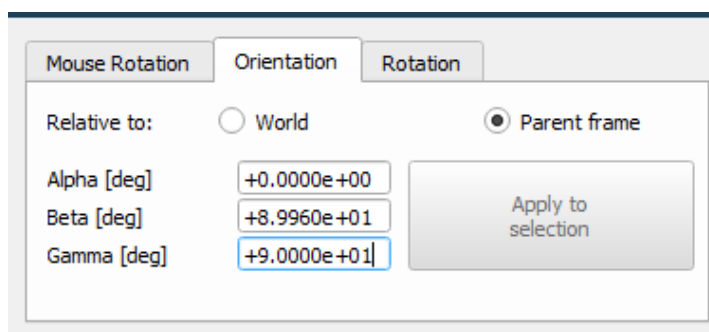 Mouse Rotation Orientation Rotation
Relative to: World Parent frame
Alpha [deg] +0.0000e+00
Beta [deg] +8.9960e+01
Gamma [deg] +9.0000e+01
Apply to
selection